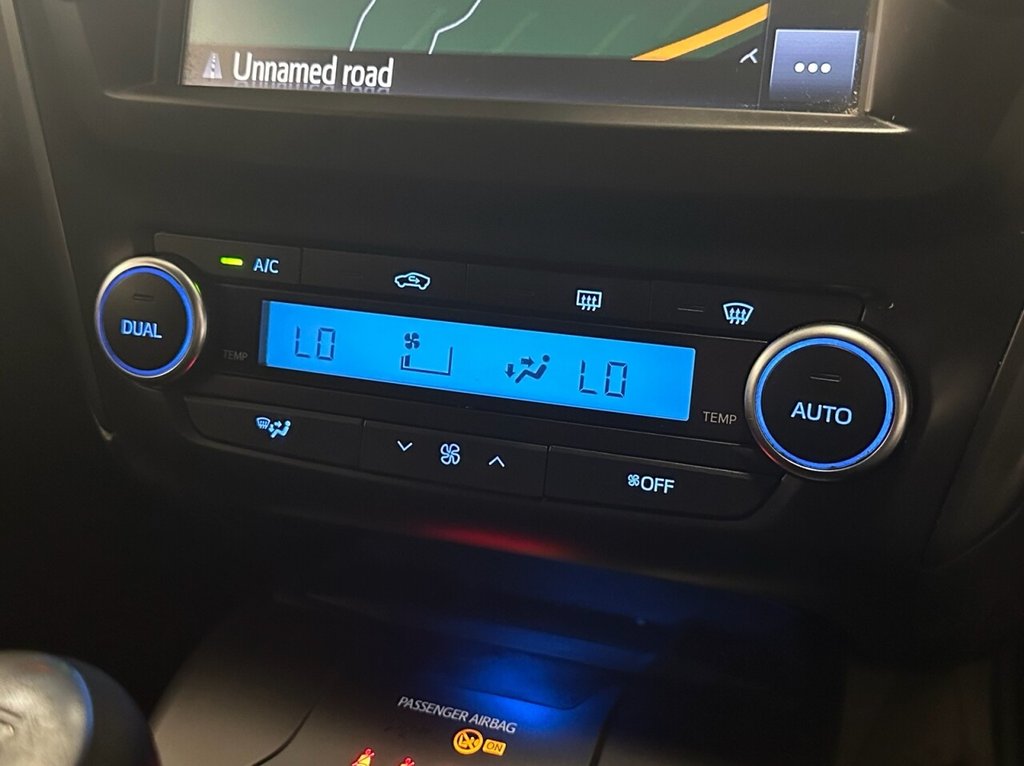 Unnamed road
A/C
DUAL
TEMP
LO
LO
TEMP
AUTO
OFF
PASSENGER AIRBAG
ON